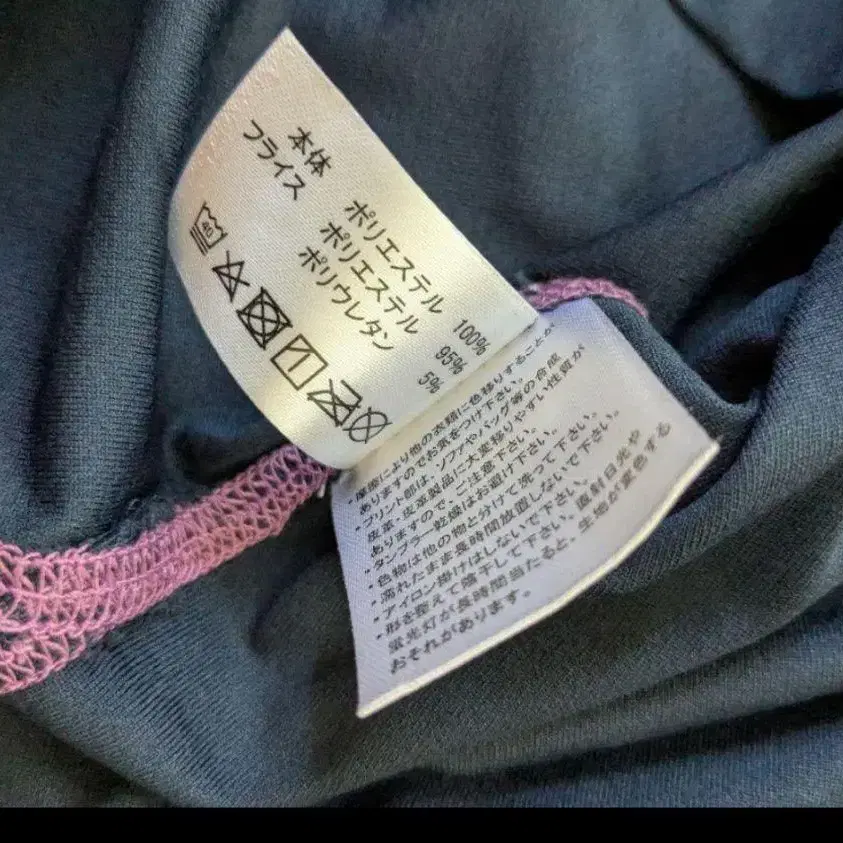 本体
フライス
ポリエステル 100%
ポリエステル 95%
ポリウレタン 5%
40
・摩擦により他の衣類に色移りすることが
ありますのでお気をつけ下さい。
・プリント部は、ソファやバッグ等の合成
皮革・皮革製品に大変移りやすい性質が
ありますので、ご注意下さい。
・タンブラー乾燥はお避け下さい。
・色物は他の物と分けて洗って下さい。
・濡れたまま長時間放置しないで下さい。
・アイロン掛けはしないで下さい。
・形を整えて陰干して下さい。直射日光や
蛍光灯が長時間当たると、生地が変色する
おそれがあります。